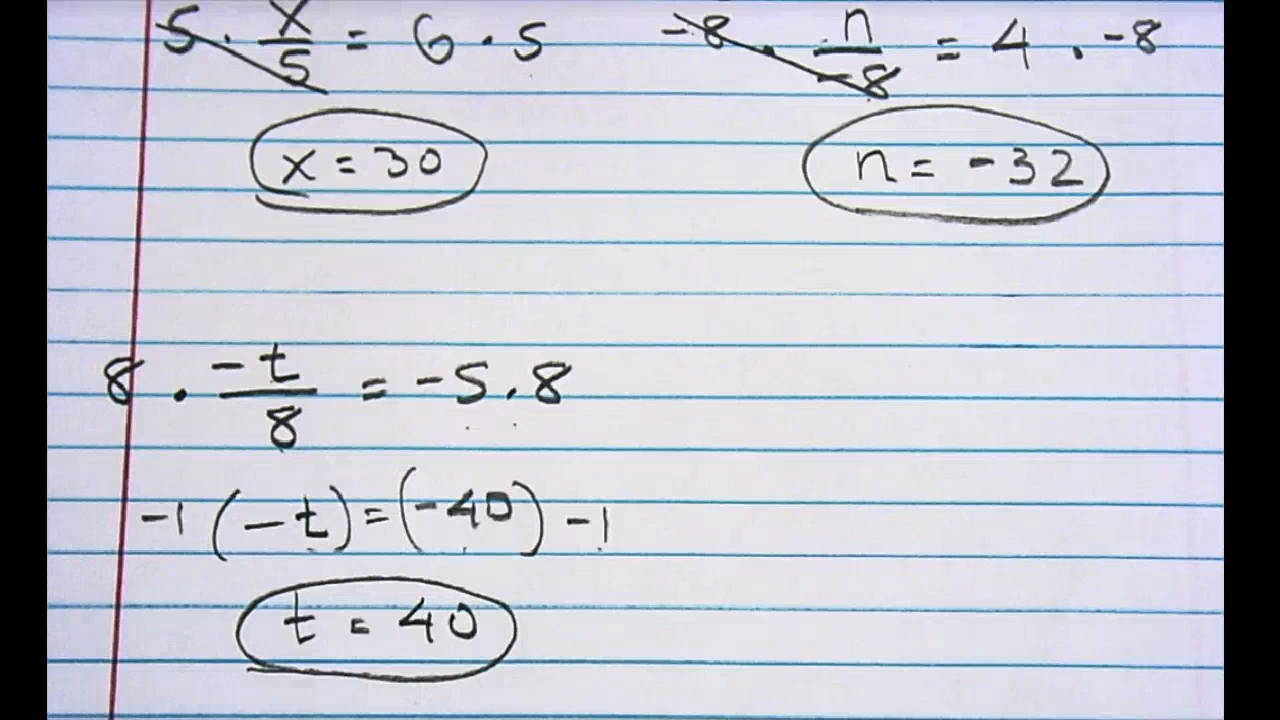 5 · x/5 = 6 · 5
-8 · n/-8 = 4 · -8
x = 30
n = -32
8 · -t/8 = -5 · 8
-1 (-t) = (-40) -1
t = 40